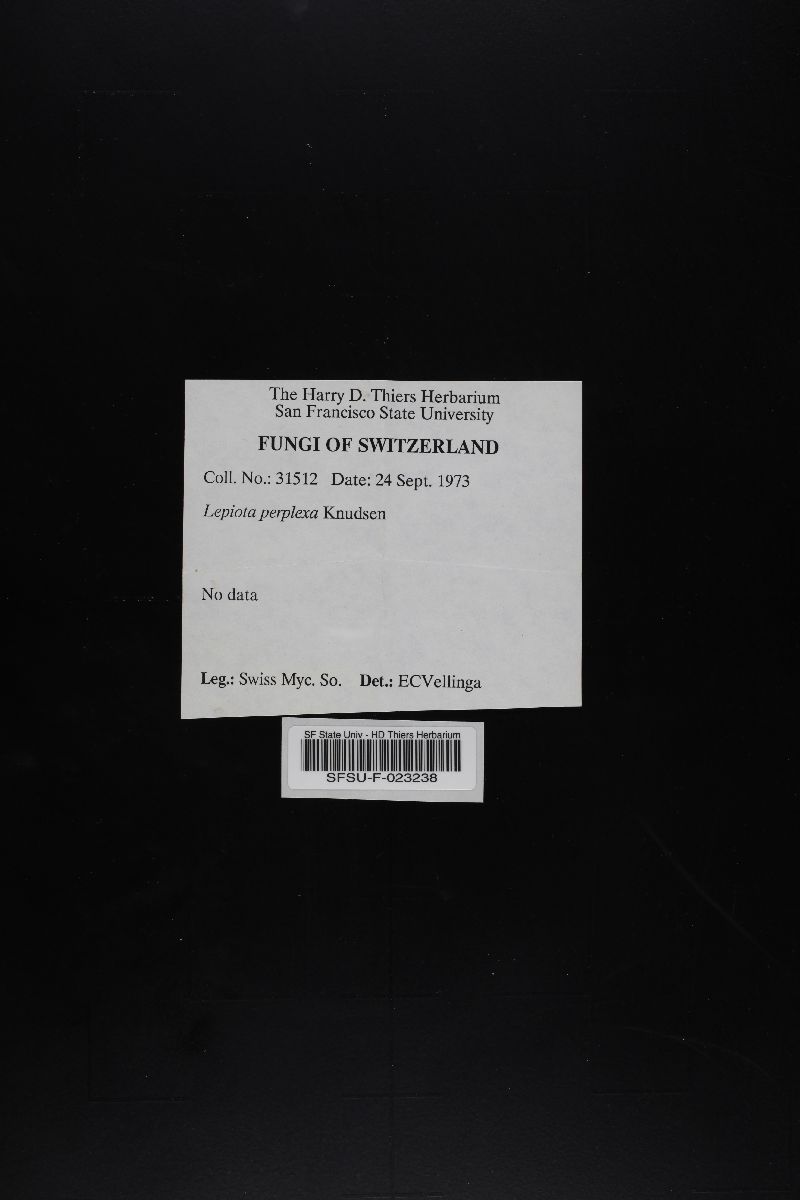 The Harry D. Thiers Herbarium
San Francisco State University
FUNGI OF SWITZERLAND
Coll. No.: 31512 Date: 24 Sept. 1973
Lepiota perplexa Knudsen
No data
Leg.: Swiss Myc. So. Det.: ECVellinga
SF State Univ - HD Thiers Herbarium
SFSU-F-023238